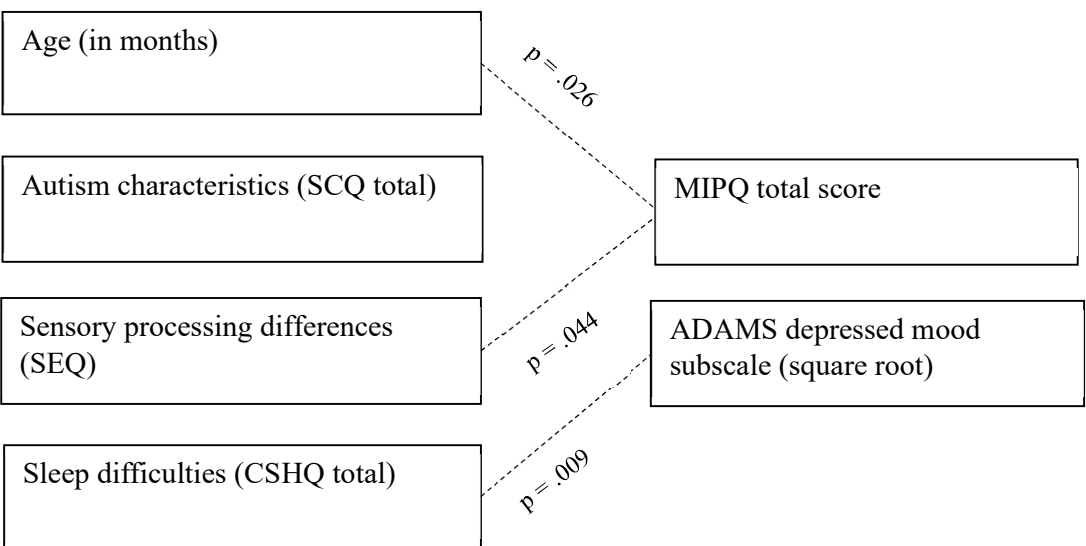 Age (in months)
p = .026
Autism characteristics (SCQ total)
MIPQ total score
Sensory processing differences
(SEQ)
p = .044
ADAMS depressed mood
subscale (square root)
Sleep difficulties (CSHQ total)
p = .009